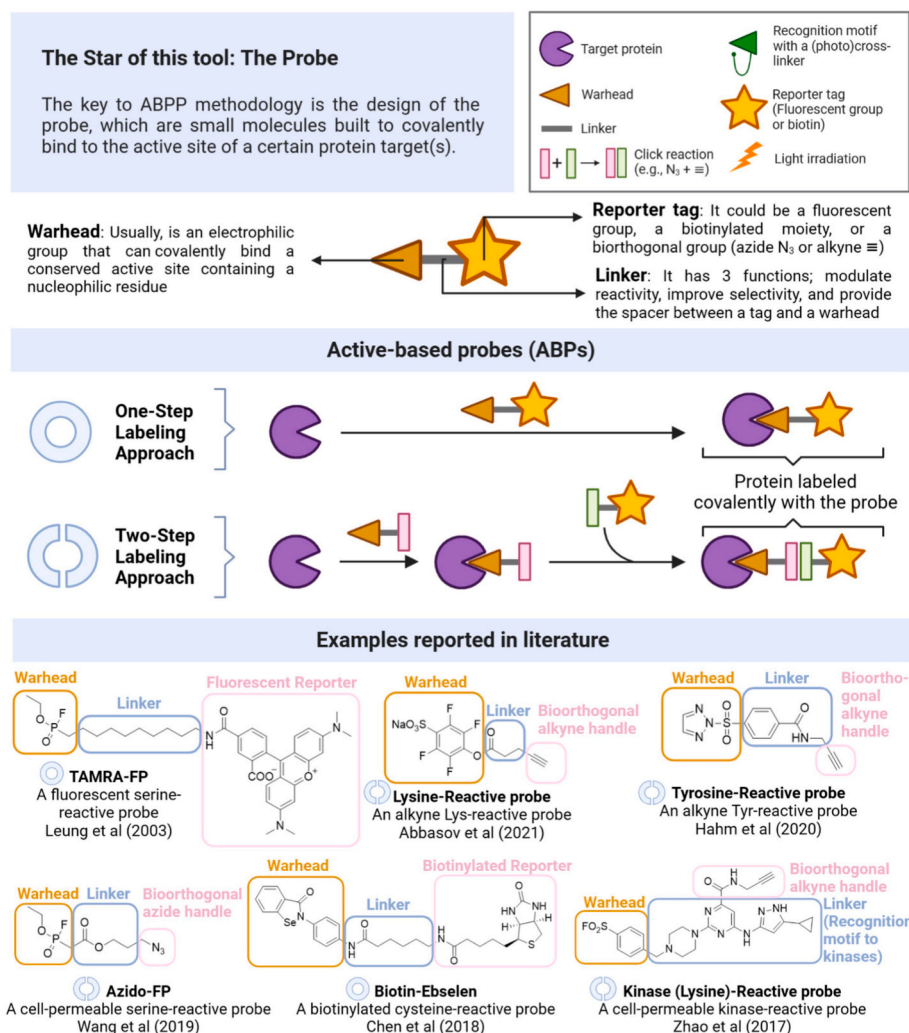 The Star of this tool: The Probe
The key to ABPP methodology is the design of the
probe, which are small molecules built to covalently
bind to the active site of a certain protein target(s).
Target protein
Warhead
Linker
Click reaction
(e.g., N₃ + ≡)
Recognition motif
with a (photo)cross-
linker
Reporter tag
(Fluorescent group
or biotin)
Light irradiation
Warhead: Usually, is an electrophilic
group that can covalently bind a
conserved active site containing a
nucleophilic residue
Reporter tag: It could be a fluorescent
group, a biotinylated moiety, or a
biorthogonal group (azide N₃ or alkyne ≡)
Linker: It has 3 functions; modulate
reactivity, improve selectivity, and provide
the spacer between a tag and a warhead
Active-based probes (ABPs)
One-Step
Labeling
Approach
Protein labeled
covalently with the probe
Two-Step
Labeling
Approach
Examples reported in literature
Warhead
Linker
Fluorescent Reporter
O
P
F
O
O
NH
COO⁻
O⁺
N
N
TAMRA-FP
A fluorescent serine-
reactive probe
Leung et al (2003)
Warhead
Linker
Bioorthogonal
alkyne handle
NaO₃S
F
F
F
F
O
O
Lysine-Reactive probe
An alkyne Lys-reactive probe
Abbasov et al (2021)
Warhead
Linker
Bioortho-
gonal
alkyne
handle
N
N
N
O
S
O
O
N
H
Tyrosine-Reactive probe
An alkyne Tyr-reactive probe
Hahm et al (2020)
Warhead
Linker
Bioorthogonal
azide handle
O
P
F
O
O
O
N₃
Azido-FP
A cell-permeable serine-reactive probe
Wang et al (2019)
Warhead
Linker
Biotinylated Reporter
O
N
Se
N
H
O
H
N
O
O
HN
NH
H
H
S
Biotin-Ebselen
A biotinylated cysteine-reactive probe
Chen et al (2018)
Warhead
Bioorthogonal
alkyne handle
Linker
(Recognition
motif to
kinases)
O
H
N
FO₂S
N
N
N
N
N
H
NH
N
Kinase (Lysine)-Reactive probe
A cell-permeable kinase-reactive probe
Zhao et al (2017)